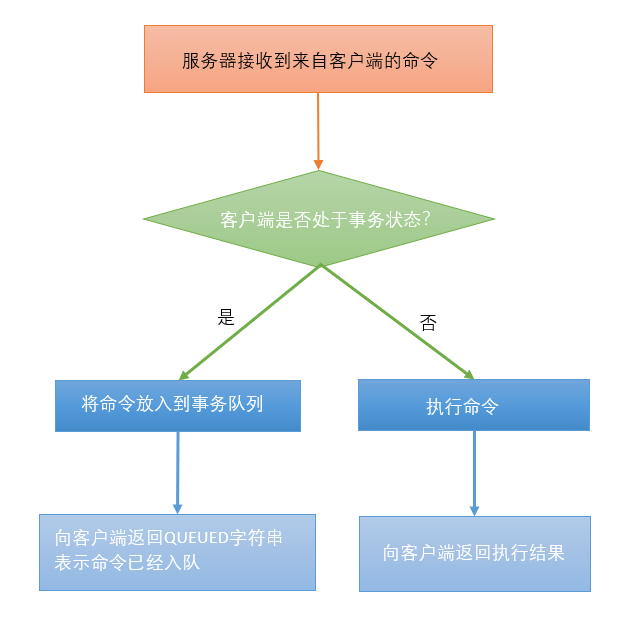 服务器接收到来自客户端的命令
客户端是否处于事务状态？
是
否
将命令放入到事务队列
执行命令
向客户端返回QUEUED字符串
表示命令已经入队
向客户端返回执行结果